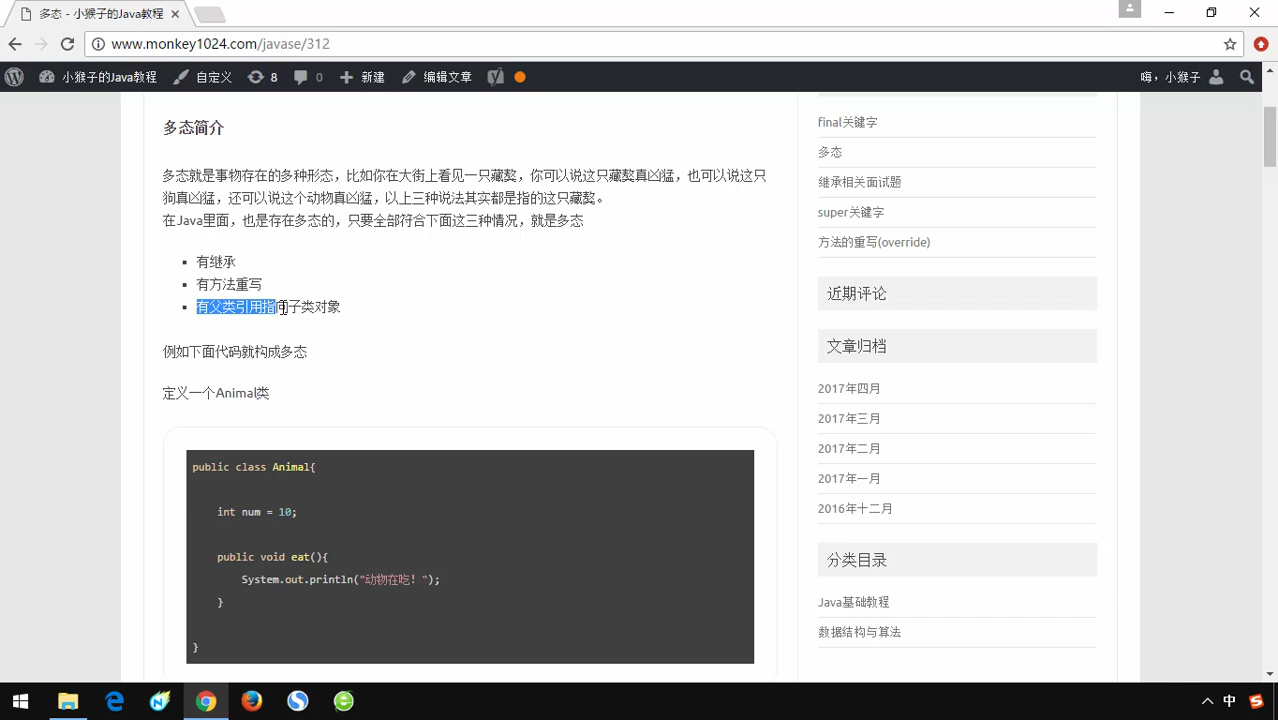 多态 - 小猴子的Java教程
www.monkey1024.com/javase/312
小猴子的Java教程 自定义 8 0 新建 编辑文章 嗨，小猴子
多态简介
多态就是事物存在的多种形态，比如你在大街上看见一只藏獒，你可以说这只藏獒真凶猛，也可以说这只
狗真凶猛，还可以说这个动物真凶猛，以上三种说法其实都是指的这只藏獒。
在Java里面，也是存在多态的，只要全部符合下面这三种情况，就是多态
有继承
有方法重写
有父类引用指向子类对象
例如下面代码就构成多态
定义一个Animal类
public class Animal{
int num = 10;
public void eat(){
System.out.println("动物在吃！");
}
}
final关键字
多态
继承相关面试题
super关键字
方法的重写(override)
近期评论
文章归档
2017年四月
2017年三月
2017年二月
2017年一月
2016年十二月
分类目录
Java基础教程
数据结构与算法
中